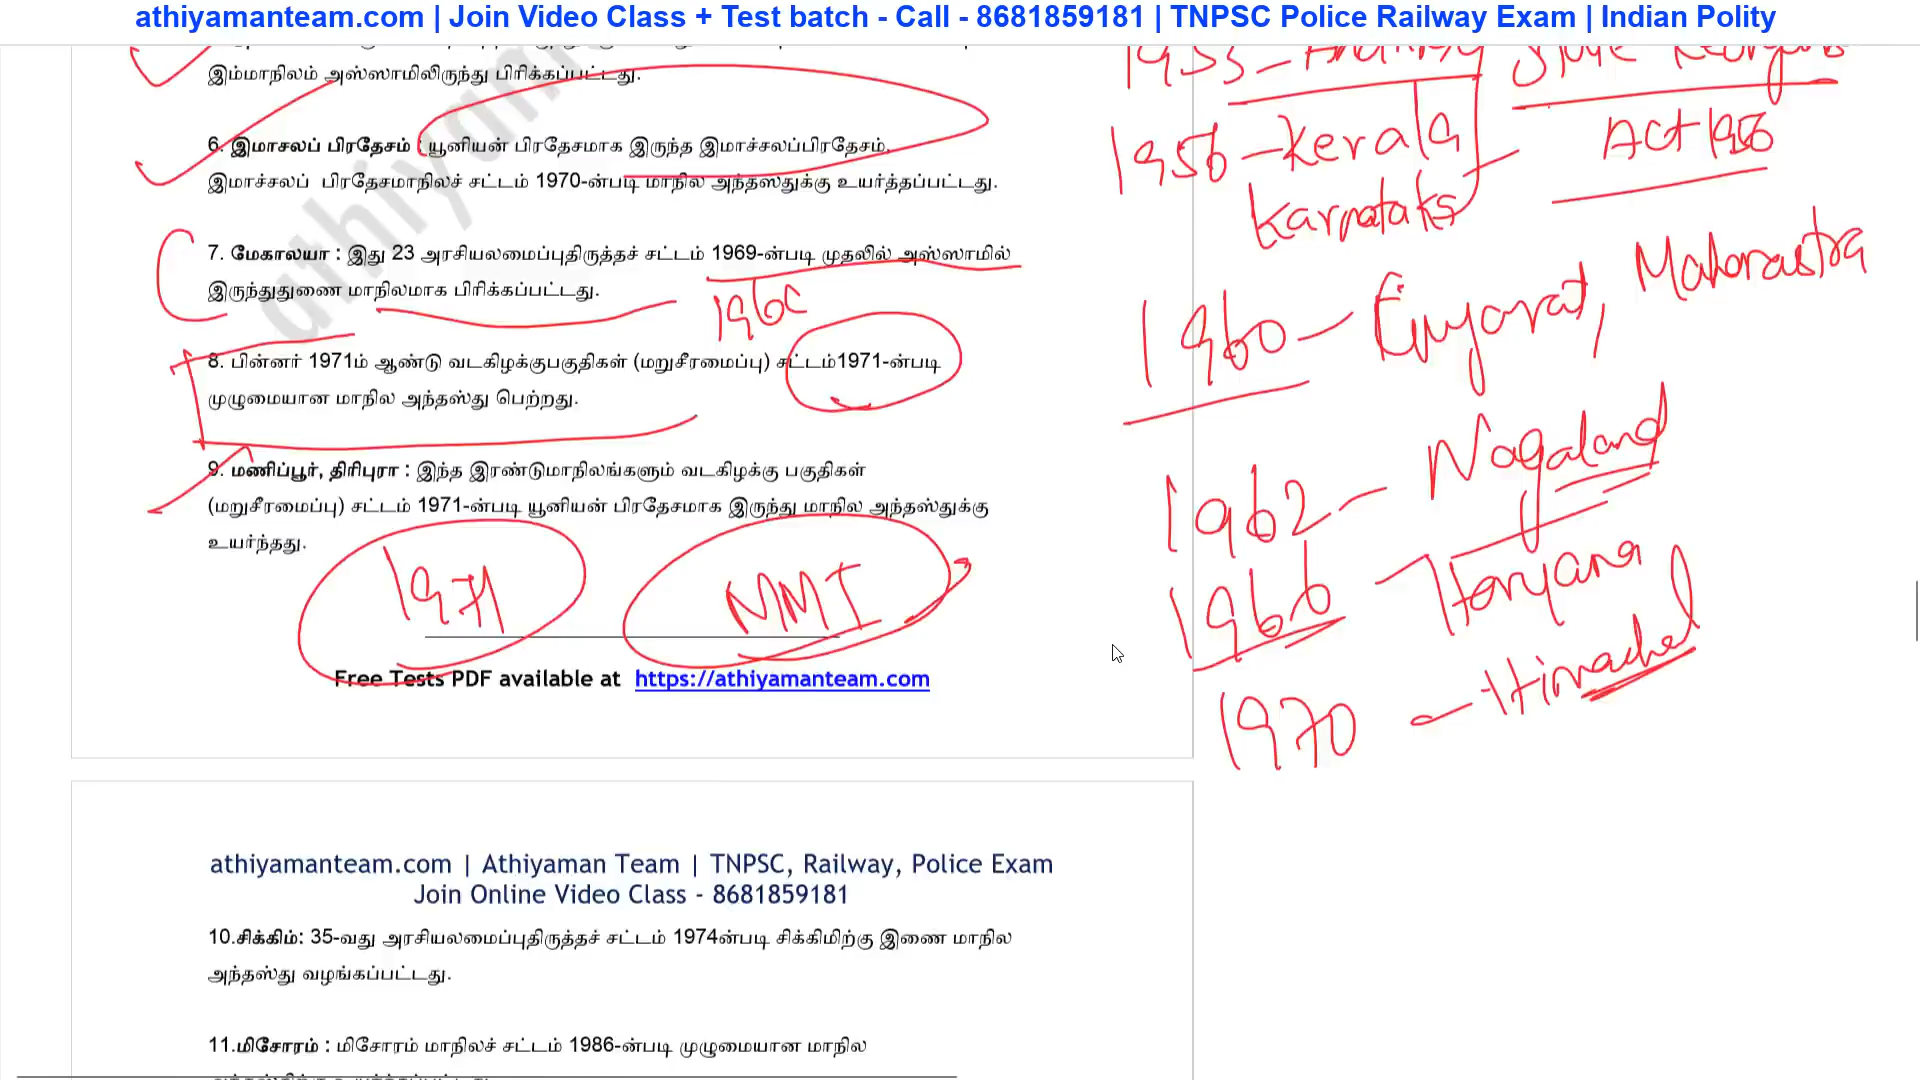 athiyamanteam.com | Join Video Class + Test batch - Call - 8681859181 | TNPSC Police Railway Exam | Indian Polity
இம்மாநிலம் அஸ்ஸாமிலிருந்து பிரிக்கப்பட்டது.
6. இமாசலப் பிரதேசம் : யூனியன் பிரதேசமாக இருந்த இமாச்சலப்பிரதேசம்,
இமாச்சலப் பிரதேசமாநிலச் சட்டம் 1970-ன்படி மாநில அந்தஸ்துக்கு உயர்த்தப்பட்டது.
7. மேகாலயா : இது 23 அரசியலமைப்புதிருத்தச் சட்டம் 1969-ன்படி முதலில் அஸ்ஸாமில்
இருந்துதுணை மாநிலமாக பிரிக்கப்பட்டது.
8. பின்னர் 1971ம் ஆண்டு வடகிழக்குபகுதிகள் (மறுசீரமைப்பு) சட்டம்1971-ன்படி
முழுமையான மாநில அந்தஸ்து பெற்றது.
9. மணிப்பூர், திரிபுரா : இந்த இரண்டுமாநிலங்களும் வடகிழக்கு பகுதிகள்
(மறுசீரமைப்பு) சட்டம் 1971-ன்படி யூனியன் பிரதேசமாக இருந்து மாநில அந்தஸ்துக்கு
உயர்ந்தது.
1971 MMT
Free Tests PDF available at https://athiyamanteam.com
1953 -
1956 - Kerala
Karnataks
Act 1956
1960 - Gujarat, Maharastra
1962 - Nagaland
1966 - Haryana
1970 - Himachel
athiyamanteam.com | Athiyaman Team | TNPSC, Railway, Police Exam
Join Online Video Class - 8681859181
10.சிக்கிம்: 35-வது அரசியலமைப்புதிருத்தச் சட்டம் 1974ன்படி சிக்கிமிற்கு இணை மாநில
அந்தஸ்து வழங்கப்பட்டது.
11.மிசோரம் : மிசோரம் மாநிலச் சட்டம் 1986-ன்படி முழுமையான மாநில